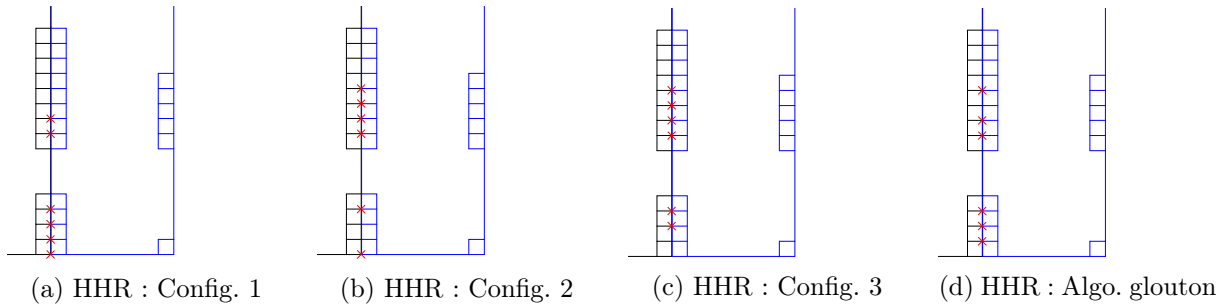 (a) HHR : Config. 1
(b) HHR : Config. 2
(c) HHR : Config. 3
(d) HHR : Algo. glouton